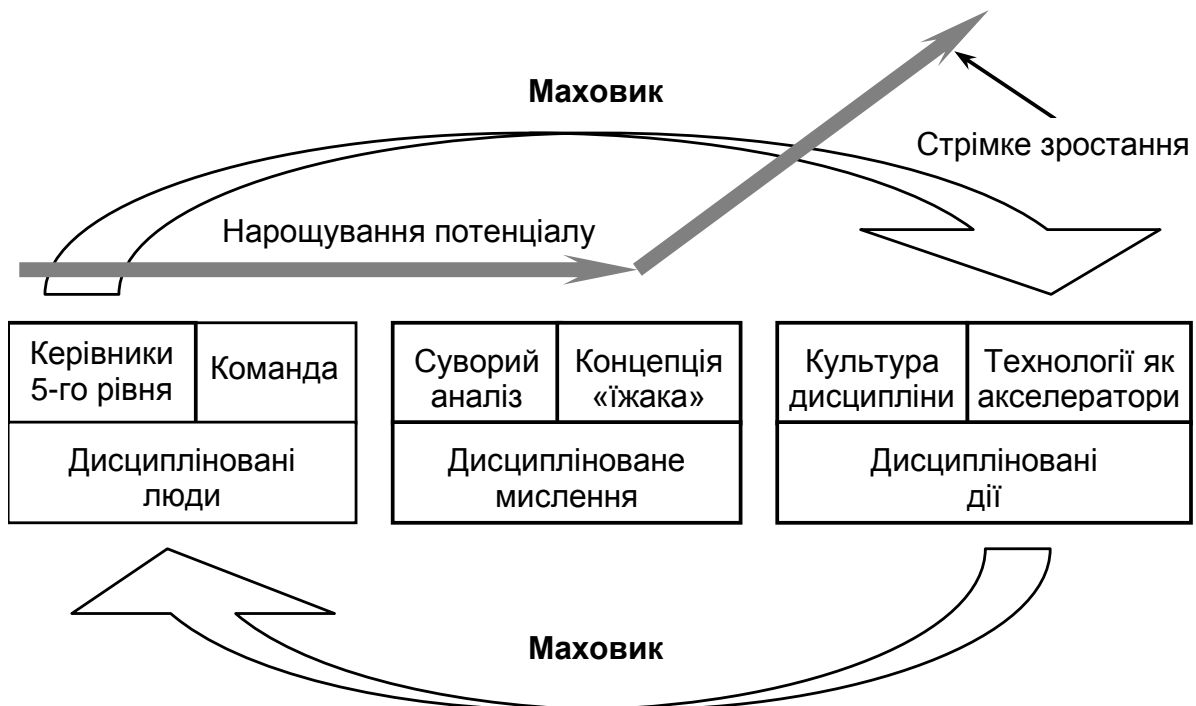 Маховик
Стрімке зростання
Нарощування потенціалу
Керівники
5-го рівня
Команда
Суворий
аналіз
Концепція
«їжака»
Культура
дисципліни
Технології як
акселератори
Дисципліновані
люди
Дисципліноване
мислення
Дисципліновані
дії
Маховик